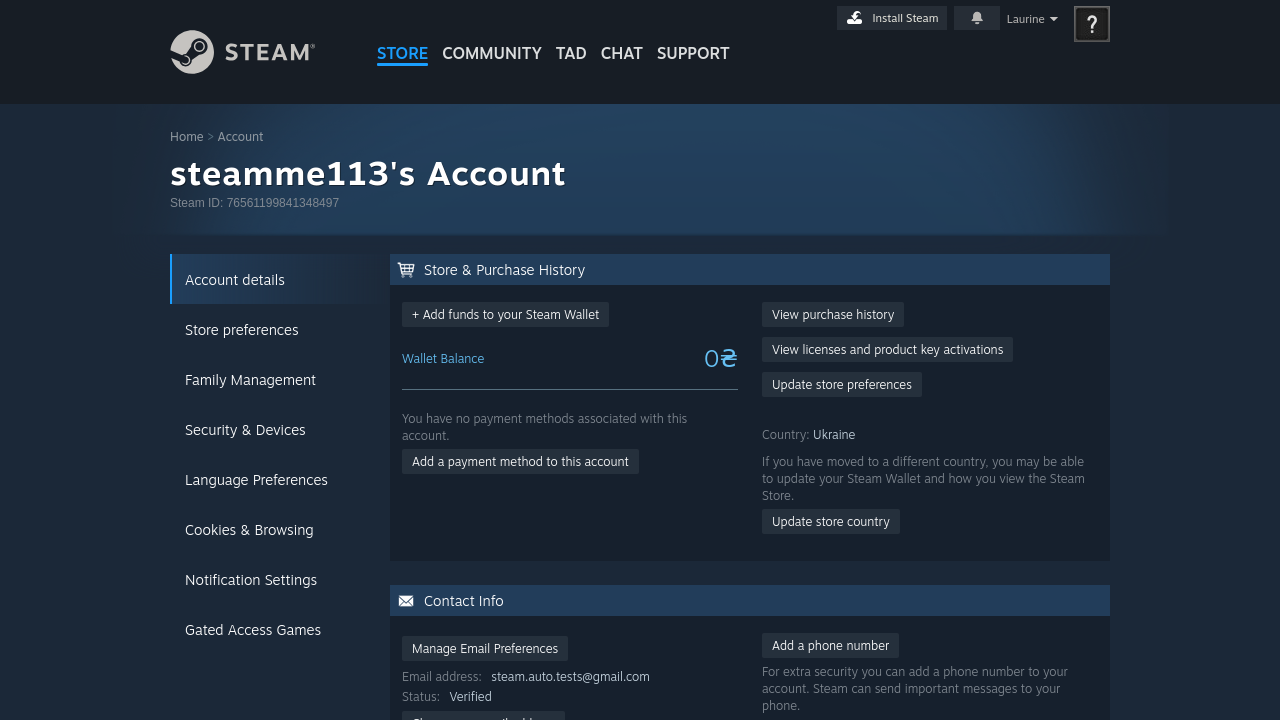 Install Steam
Laurine
?
STEAM®
STORE COMMUNITY TAD CHAT SUPPORT
Home > Account
steamme113's Account
Steam ID: 76561199841348497
Account details
Store preferences
Family Management
Security & Devices
Language Preferences
Cookies & Browsing
Notification Settings
Gated Access Games
Store & Purchase History
+ Add funds to your Steam Wallet
Wallet Balance 0₴
You have no payment methods associated with this
account.
Add a payment method to this account
View purchase history
View licenses and product key activations
Update store preferences
Country: Ukraine
If you have moved to a different country, you may be able
to update your Steam Wallet and how you view the Steam
Store.
Update store country
Contact Info
Manage Email Preferences
Email address: steam.auto.tests@gmail.com
Status: Verified
Add a phone number
For extra security you can add a phone number to your
account. Steam can send important messages to your
phone.